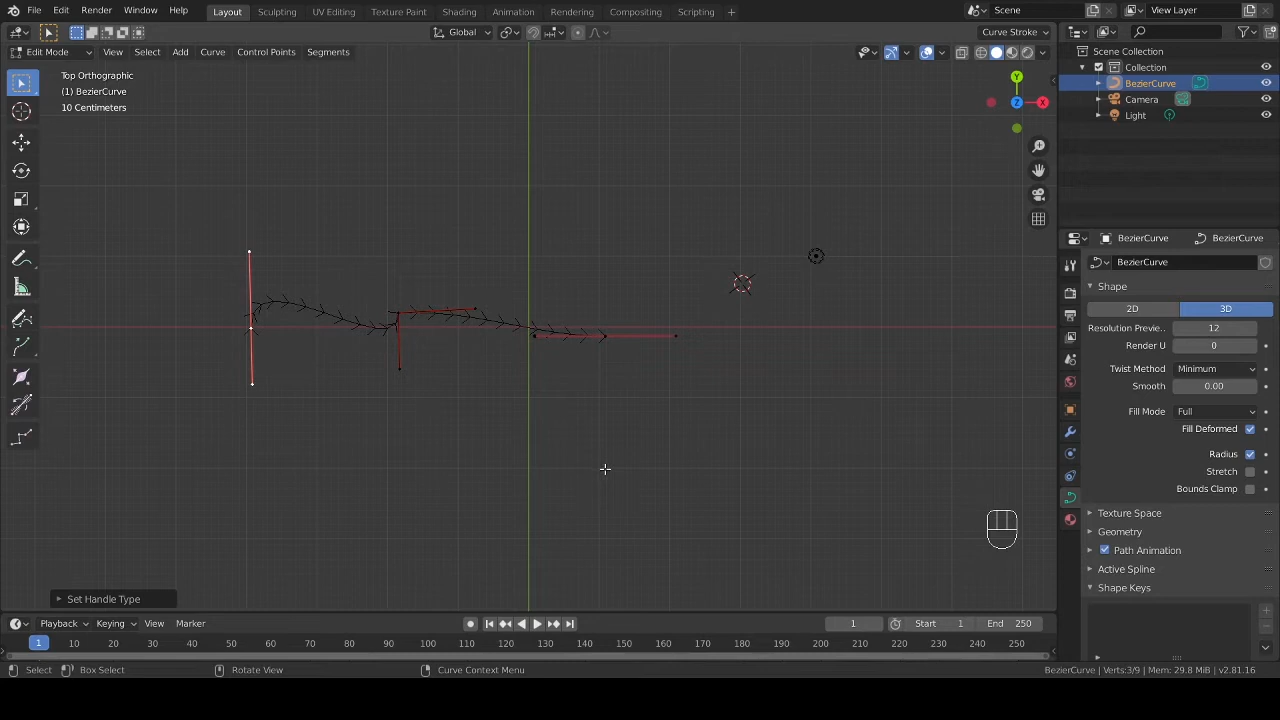 File Edit Render Window Help Layout Sculpting UV Editing Texture Paint Shading Animation Rendering Compositing Scripting + Scene View Layer
Global Curve Stroke
Edit Mode View Select Add Curve Control Points Segments
Top Orthographic
(1) BezierCurve
10 Centimeters
Y
Z
X
Scene Collection
Collection
BezierCurve
Camera
Light
BezierCurve BezierCurve
BezierCurve
Shape
2D 3D
Resolution Previe.. 12
Render U 0
Twist Method Minimum
Smooth 0.00
Fill Mode Full
Fill Deformed
Radius
Stretch
Bounds Clamp
Texture Space
Geometry
Path Animation
Active Spline
Shape Keys
Set Handle Type
Playback Keying View Marker 1 Start 1 End 250
1 10 20 30 40 50 60 70 80 90 100 110 120 130 140 150 160 170 180 190 200 210 220 230 240 250
Select Box Select Rotate View Curve Context Menu BezierCurve | Verts:3/9 | Mem: 29.8 MiB | v2.81.16